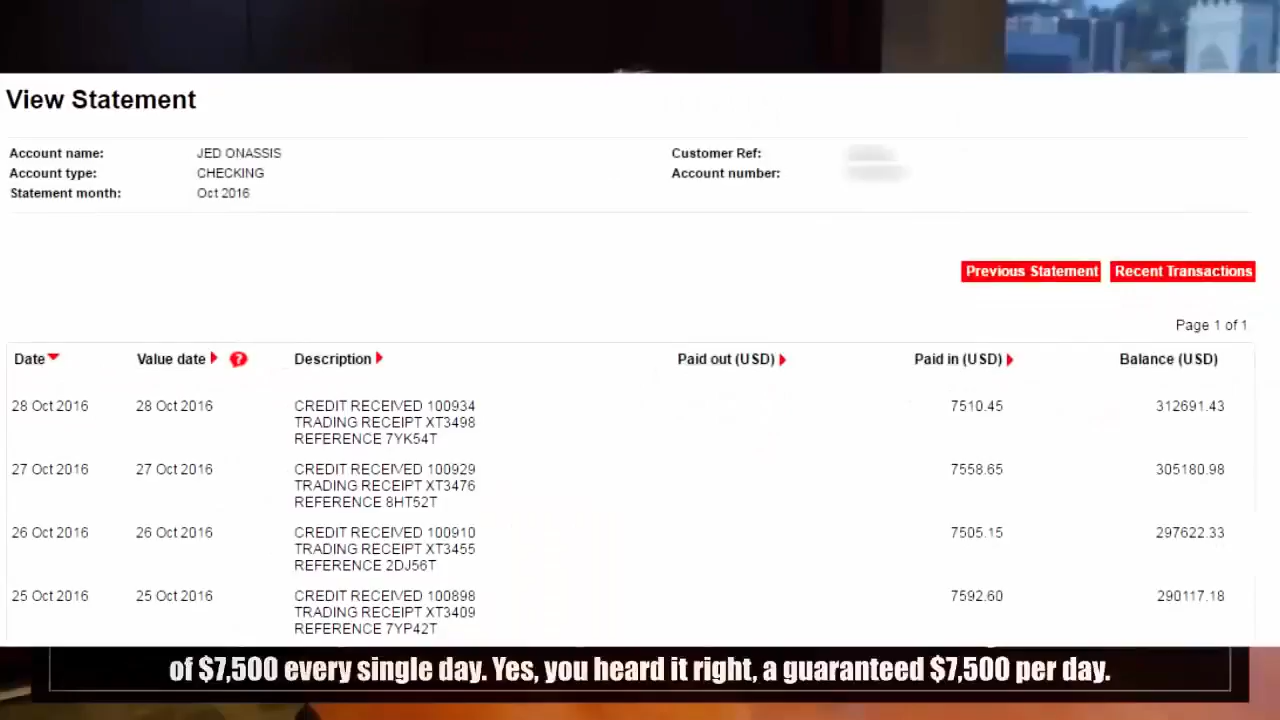 View Statement
Account name: JED ONASSIS Customer Ref:
Account type: CHECKING Account number:
Statement month: Oct 2016
Previous Statement Recent Transactions
Page 1 of 1
Date Value date ? Description Paid out (USD) Paid in (USD) Balance (USD)
28 Oct 2016 28 Oct 2016 CREDIT RECEIVED 100934 7510.45 312691.43
TRADING RECEIPT XT3498
REFERENCE 7YK54T
27 Oct 2016 27 Oct 2016 CREDIT RECEIVED 100929 7558.65 305180.98
TRADING RECEIPT XT3476
REFERENCE 8HT52T
26 Oct 2016 26 Oct 2016 CREDIT RECEIVED 100910 7505.15 297622.33
TRADING RECEIPT XT3455
REFERENCE 2DJ56T
25 Oct 2016 25 Oct 2016 CREDIT RECEIVED 100898 7592.60 290117.18
TRADING RECEIPT XT3409
REFERENCE 7YP42T
of $7,500 every single day. Yes, you heard it right, a guaranteed $7,500 per day.